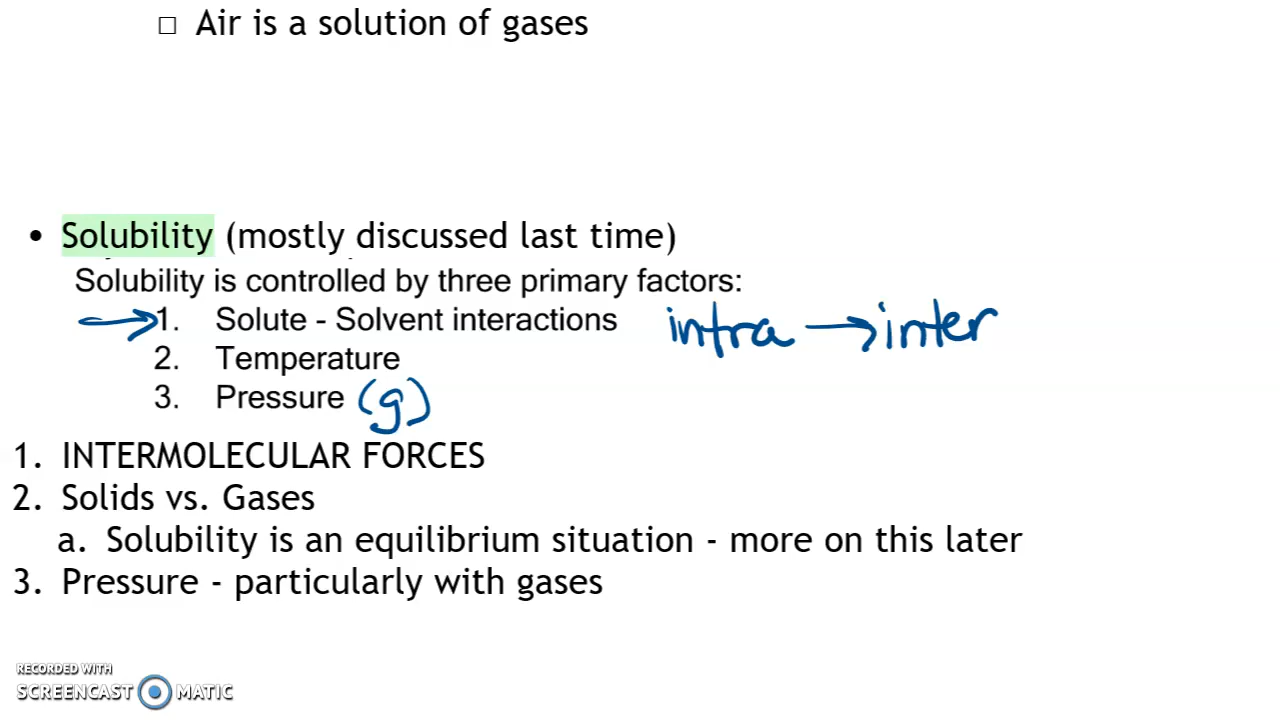 □ Air is a solution of gases
• Solubility (mostly discussed last time)
Solubility is controlled by three primary factors:
1. Solute - Solvent interactions intra → inter
2. Temperature
3. Pressure (g)
1. INTERMOLECULAR FORCES
2. Solids vs. Gases
a. Solubility is an equilibrium situation - more on this later
3. Pressure - particularly with gases
RECORDED WITH
SCREENCAST MATIC